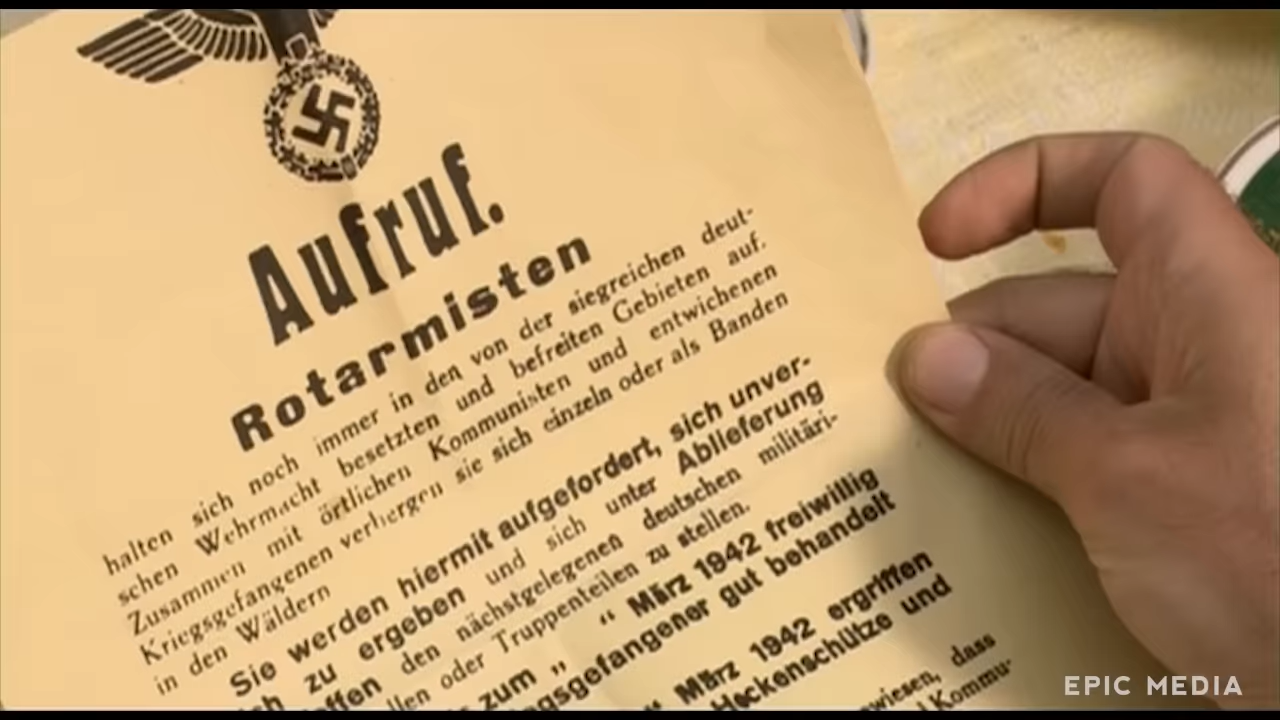 Aufruf.
Rotarmisten
halten sich noch immer in den von der siegreichen deut-
schen Wehrmacht besetzten und befreiten Gebieten auf.
Zusammen mit örtlichen Kommunisten und entwichenen
Kriegsgefangenen verbergen sie sich einzeln oder als Banden
in den Wäldern
Sie werden hiermit aufgefordert, sich unver-
zu ergeben und sich unter Ablieferung
den nächstgelegenen deutschen militäri-
oder Truppenteilen zu stellen.
zum „ “ März 1942 freiwillig
gut behandelt
“ März 1942 ergriffen
Heckenschütze und
dass
EPIC MEDIA